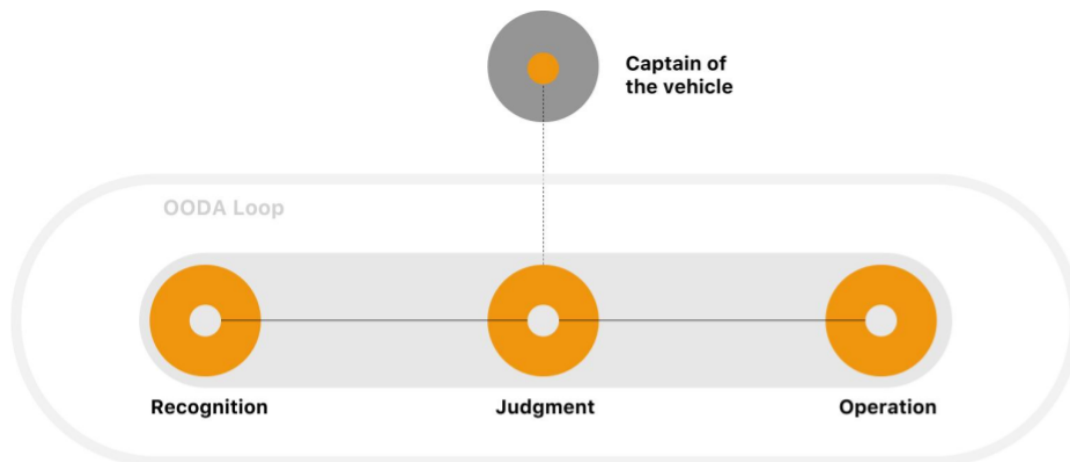 Captain of
the vehicle
OODA Loop
Recognition
Judgment
Operation